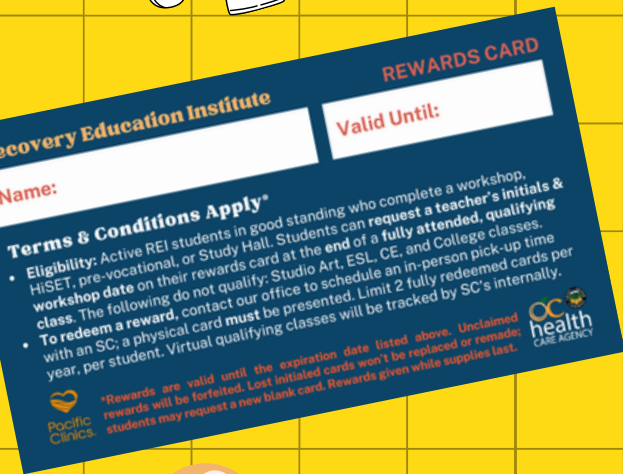 REWARDS CARD
ecovery Education Institute
Name:
Valid Until:
Terms & Conditions Apply*
• Eligibility: Active REI students in good standing who complete a workshop,
HiSET, pre-vocational, or Study Hall. Students can request a teacher's initials &
workshop date on their rewards card at the end of a fully attended, qualifying
class. The following do not qualify: Studio Art, ESL, CE, and College classes.
• To redeem a reward, contact our office to schedule an in-person pick-up time
with an SC; a physical card must be presented. Limit 2 fully redeemed cards per
year, per student. Virtual qualifying classes will be tracked by SC's internally.
*Rewards are valid until the expiration date listed above. Unclaimed
rewards will be forfeited. Lost initialed cards won't be replaced or remade;
students may request a new blank card. Rewards given while supplies last.
Pacific
Clinics.
OC
health
CARE AGENCY